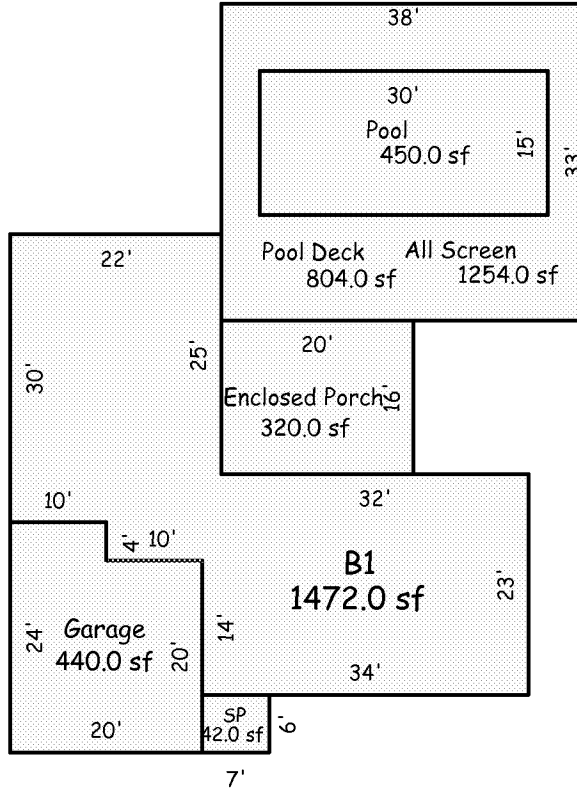 38'
30'
Pool
450.0 sf
15'
33'
Pool Deck
804.0 sf
All Screen
1254.0 sf
22'
30'
25'
20'
Enclosed Porch
320.0 sf
16'
10'
4'
10'
32'
B1
1472.0 sf
23'
Garage
440.0 sf
24'
20'
14'
34'
20'
SP
42.0 sf
6'
7'